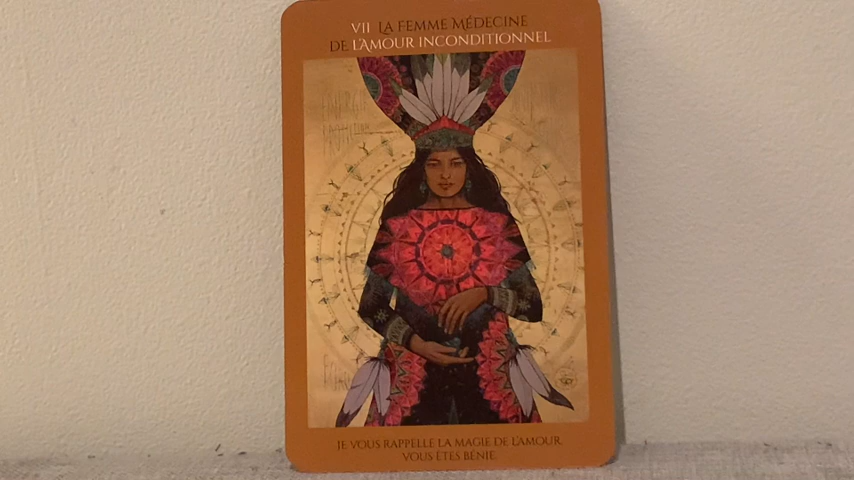 VII LA FEMME MÉDECINE
DE L'AMOUR INCONDITIONNEL
JE VOUS RAPPELLE LA MAGIE DE L'AMOUR.
VOUS ÊTES BÉNIE.